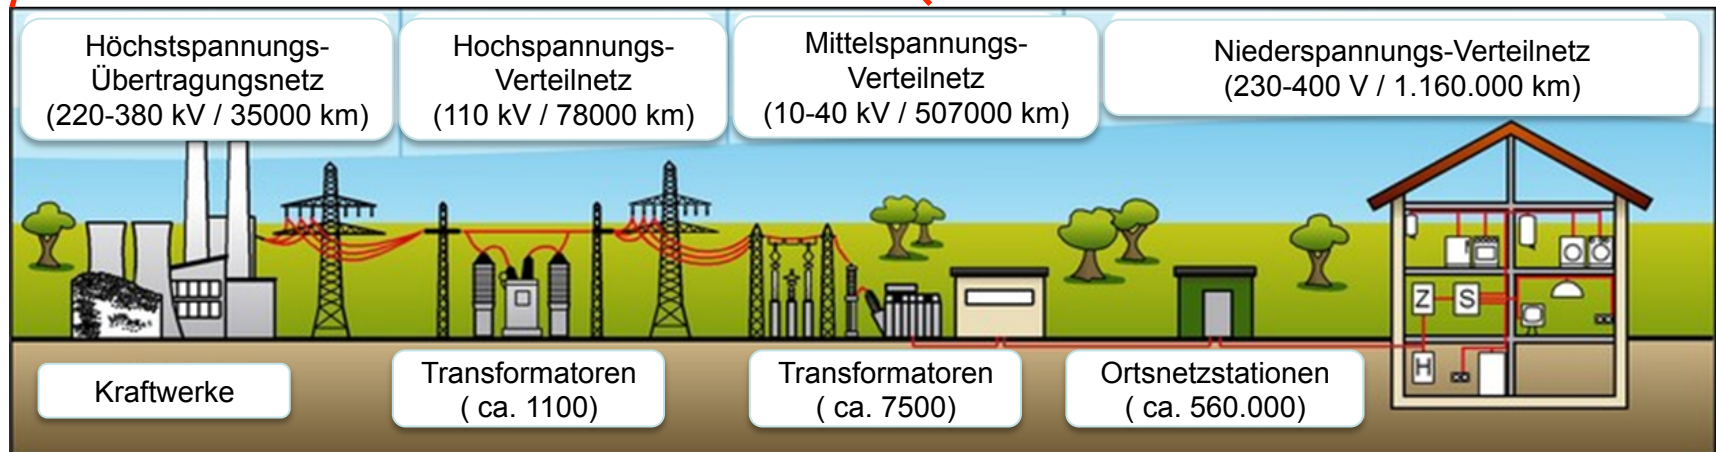 Höchstspannungs-
Übertragungsnetz
(220-380 kV / 35000 km)
Hochspannungs-
Verteilnetz
(110 kV / 78000 km)
Mittelspannungs-
Verteilnetz
(10-40 kV / 507000 km)
Niederspannungs-Verteilnetz
(230-400 V / 1.160.000 km)
Z
S
H
Kraftwerke
Transformatoren
( ca. 1100)
Transformatoren
( ca. 7500)
Ortsnetzstationen
( ca. 560.000)